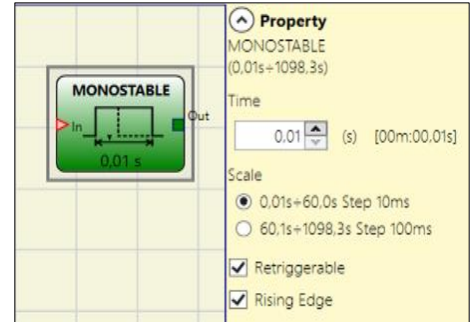 MONOSTABLE
In
Out
0,01 s
Property
MONOSTABLE
(0,01s÷1098,3s)
Time
0.01 (s) [00m:00.01s]
Scale
0,01s÷60,0s Step 10ms
60,1s÷1098,3s Step 100ms
Retriggerable
Rising Edge